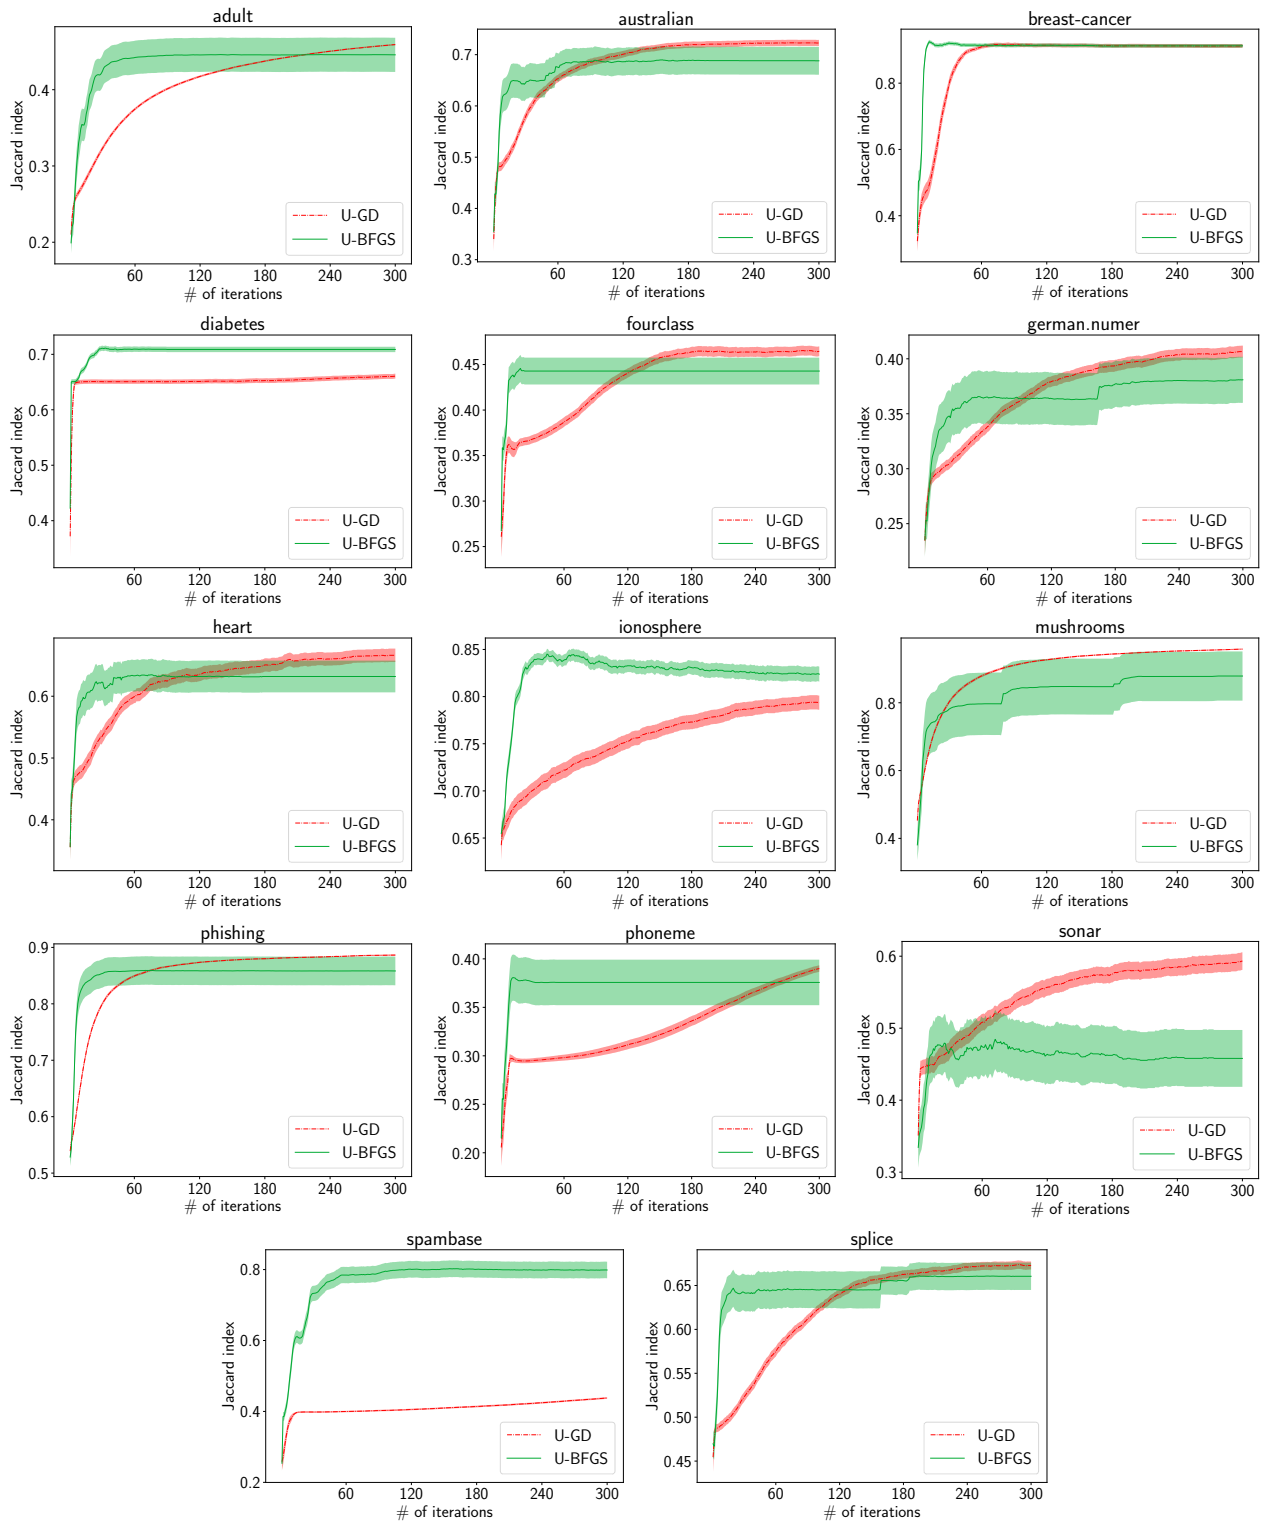 adult
Jaccard index
0.4
0.3
0.2
60 120 180 240 300
# of iterations
U-GD
U-BFGS
australian
Jaccard index
0.7
0.6
0.5
0.4
0.3
60 120 180 240 300
# of iterations
U-GD
U-BFGS
breast-cancer
Jaccard index
0.8
0.6
0.4
60 120 180 240 300
# of iterations
U-GD
U-BFGS
diabetes
Jaccard index
0.7
0.6
0.5
0.4
60 120 180 240 300
# of iterations
U-GD
U-BFGS
fourclass
Jaccard index
0.45
0.40
0.35
0.30
0.25
60 120 180 240 300
# of iterations
U-GD
U-BFGS
german.numer
Jaccard index
0.40
0.35
0.30
0.25
60 120 180 240 300
# of iterations
U-GD
U-BFGS
heart
Jaccard index
0.6
0.5
0.4
60 120 180 240 300
# of iterations
U-GD
U-BFGS
ionosphere
Jaccard index
0.85
0.80
0.75
0.70
0.65
60 120 180 240 300
# of iterations
U-GD
U-BFGS
mushrooms
Jaccard index
0.8
0.6
0.4
60 120 180 240 300
# of iterations
U-GD
U-BFGS
phishing
Jaccard index
0.9
0.8
0.7
0.6
0.5
60 120 180 240 300
# of iterations
U-GD
U-BFGS
phoneme
Jaccard index
0.40
0.35
0.30
0.25
0.20
60 120 180 240 300
# of iterations
U-GD
U-BFGS
sonar
Jaccard index
0.6
0.5
0.4
0.3
60 120 180 240 300
# of iterations
U-GD
U-BFGS
spambase
Jaccard index
0.8
0.6
0.4
0.2
60 120 180 240 300
# of iterations
U-GD
U-BFGS
splice
Jaccard index
0.65
0.60
0.55
0.50
0.45
60 120 180 240 300
# of iterations
U-GD
U-BFGS